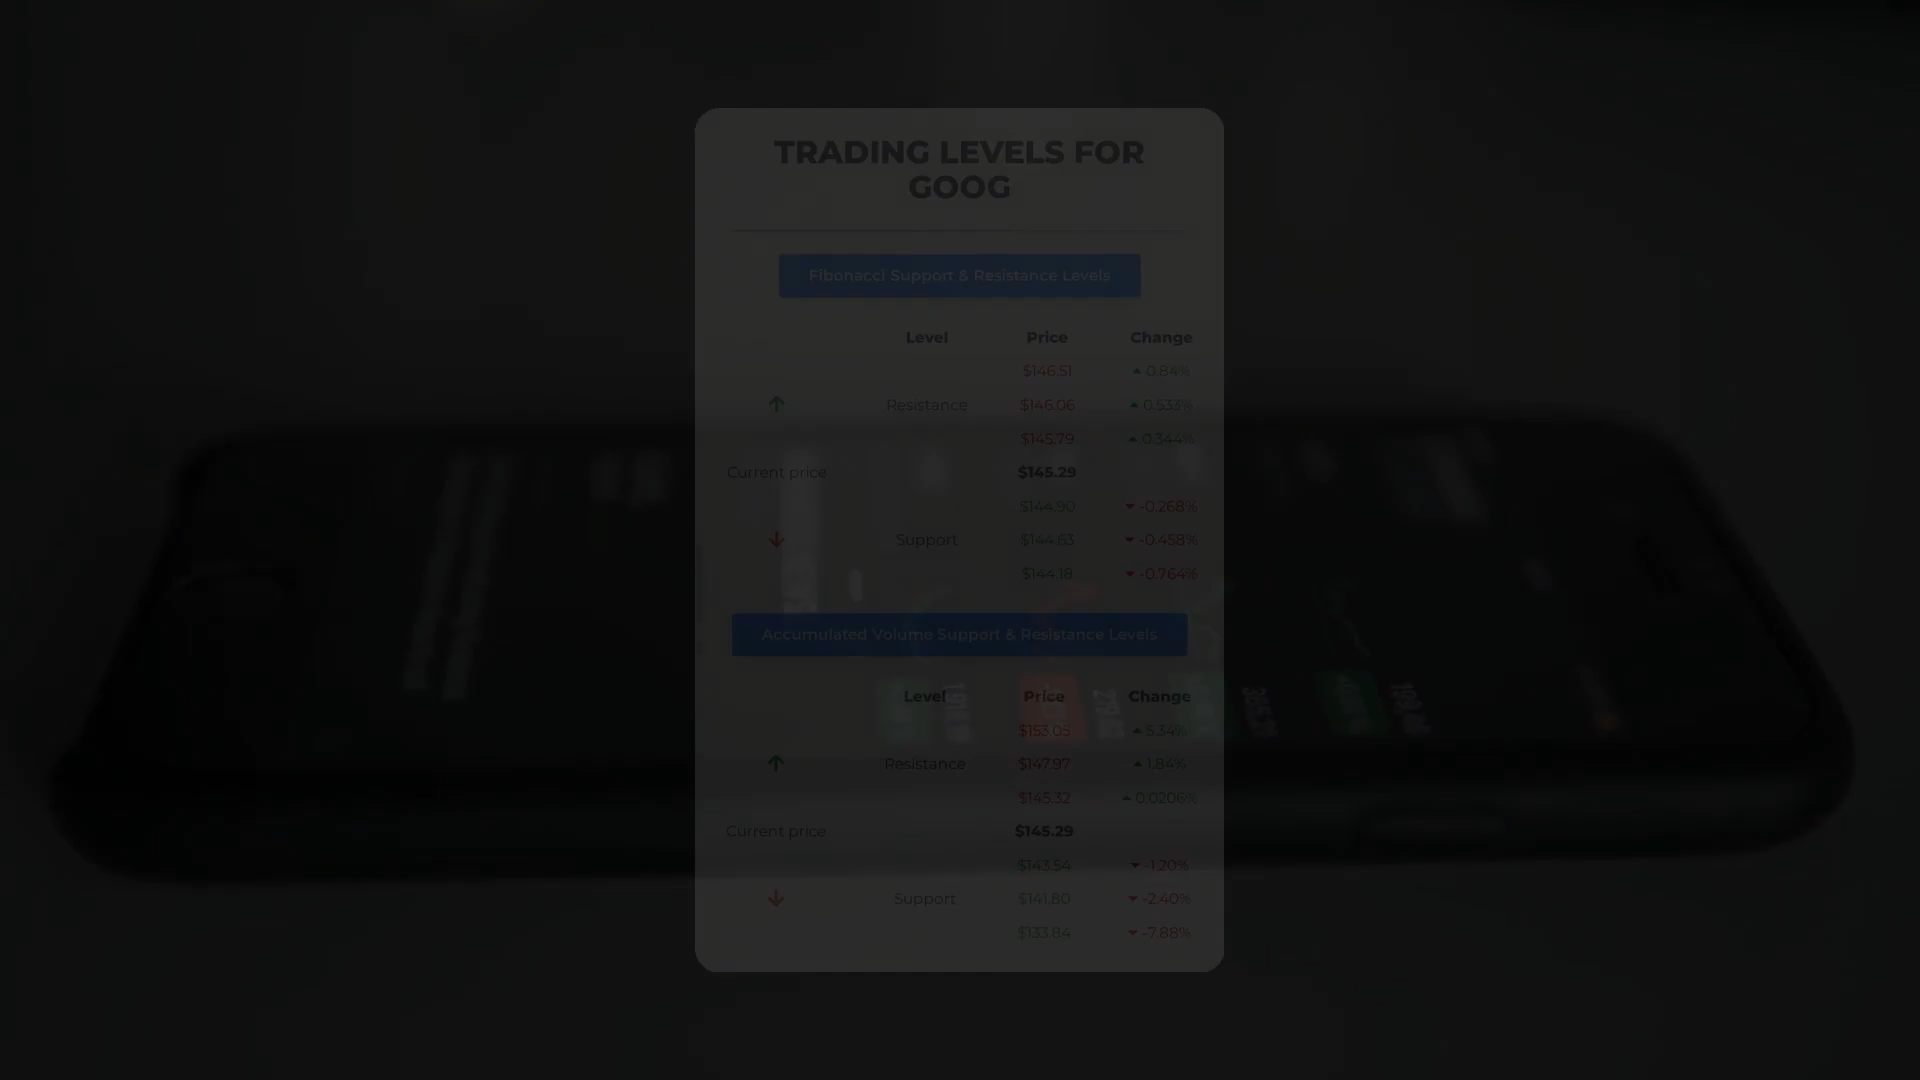 TRADING LEVELS FOR
GOOG
Fibonacci Support & Resistance Levels
Level Price Change
$146.51 ▲ 0.84%
↑ Resistance $146.06 ▲ 0.533%
$145.79 ▲ 0.344%
Current price $145.29
$144.90 ▼ -0.268%
↓ Support $144.63 ▼ -0.458%
$144.18 ▼ -0.764%
Accumulated Volume Support & Resistance Levels
Level Price Change
$153.05 ▲ 5.34%
↑ Resistance $147.97 ▲ 1.84%
$145.32 ▲ 0.0206%
Current price $145.29
$143.54 ▼ -1.20%
↓ Support $141.80 ▼ -2.40%
$133.84 ▼ -7.88%